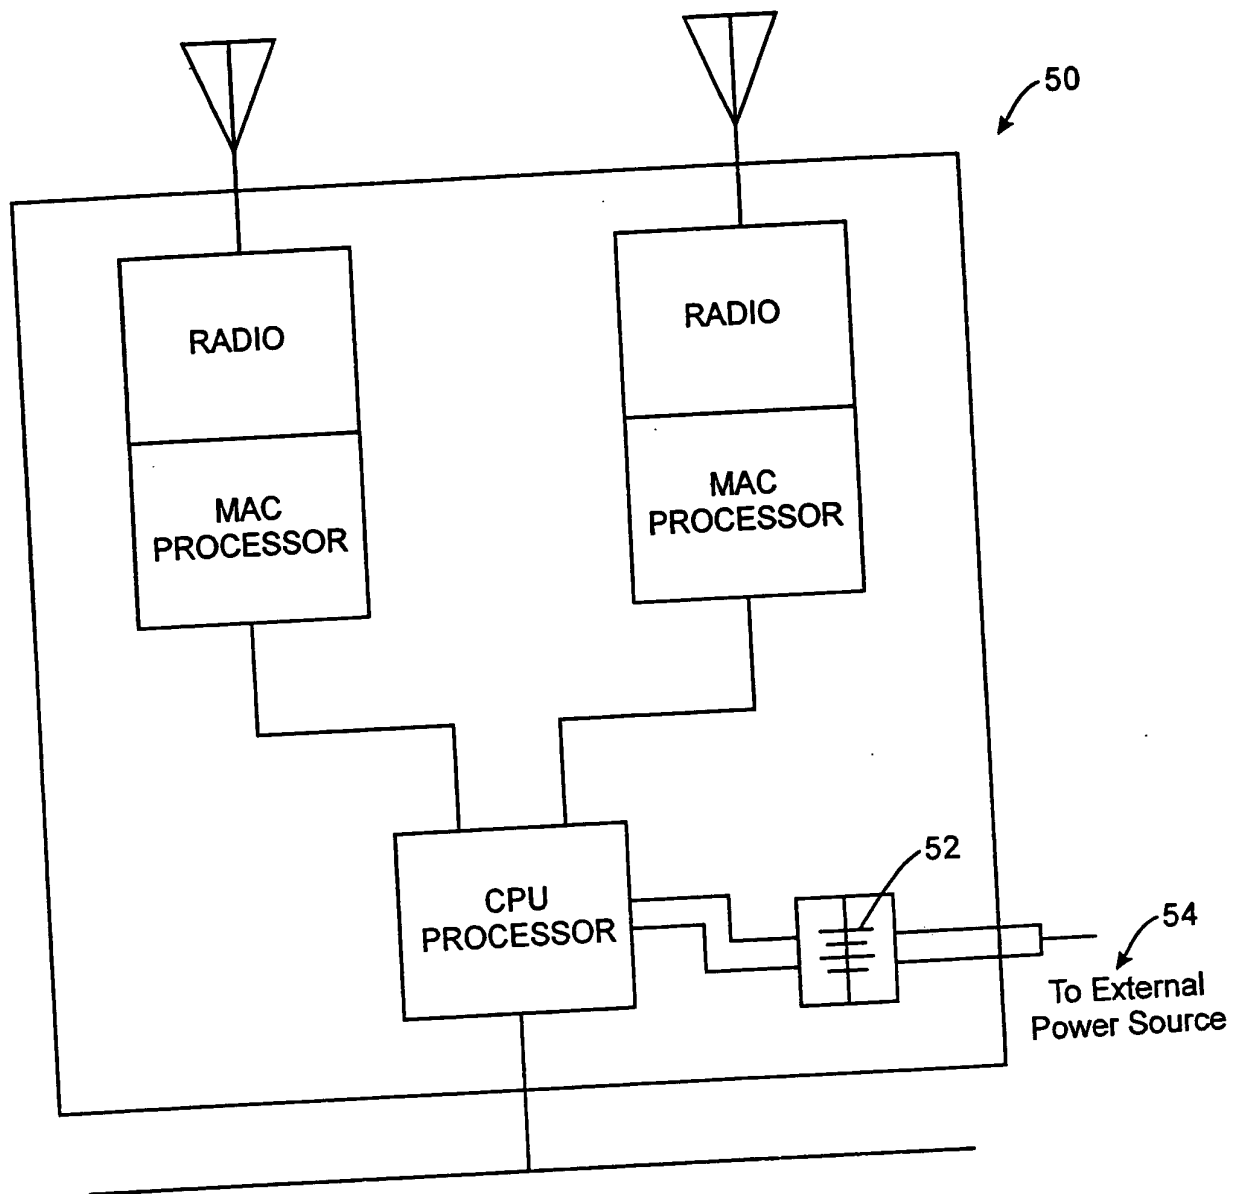 50
RADIO
RADIO
MAC
PROCESSOR
MAC
PROCESSOR
CPU
PROCESSOR
52
54
To External
Power Source